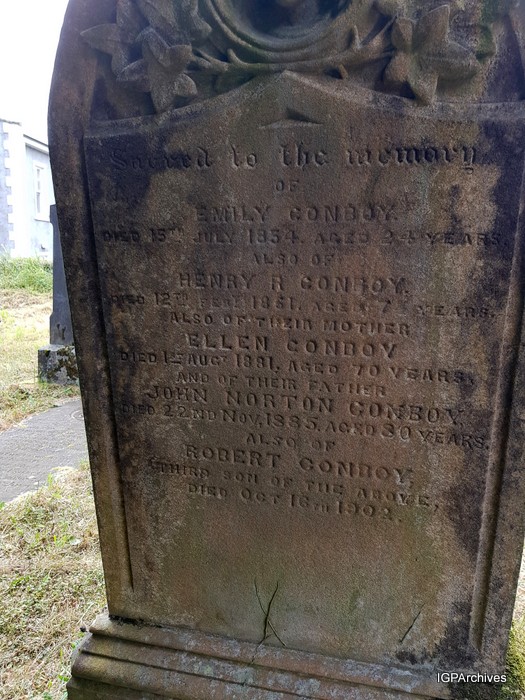 Sacred to the memory
OF
EMILY CONBOY.
DIED 15TH JULY 1854. AGED 24 YEARS.
ALSO OF
HENRY R CONBOY.
DIED 12TH FEBY 1861, AGED YEARS.
ALSO OF THEIR MOTHER
ELLEN CONBOY
DIED 1ST AUGT 1881, AGED 70 YEARS.
AND OF THEIR FATHER
JOHN NORTON CONBOY,
DIED 22ND NOV, 1885, AGED 80 YEARS.
ALSO OF
ROBERT CONBOY,
THIRD SON OF THE ABOVE,
DIED OCT 16TH 1902.
IGPArchives